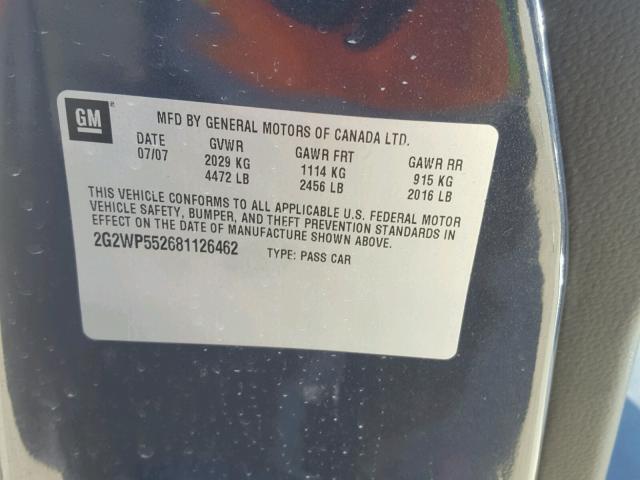 GM
MFD BY GENERAL MOTORS OF CANADA LTD.
DATE GVWR GAWR FRT GAWR RR
07/07 2029 KG 1114 KG 915 KG
4472 LB 2456 LB 2016 LB
THIS VEHICLE CONFORMS TO ALL APPLICABLE U.S. FEDERAL MOTOR
VEHICLE SAFETY, BUMPER, AND THEFT PREVENTION STANDARDS IN
EFFECT ON THE DATE OF MANUFACTURE SHOWN ABOVE.
2G2WP552681126462 TYPE: PASS CAR